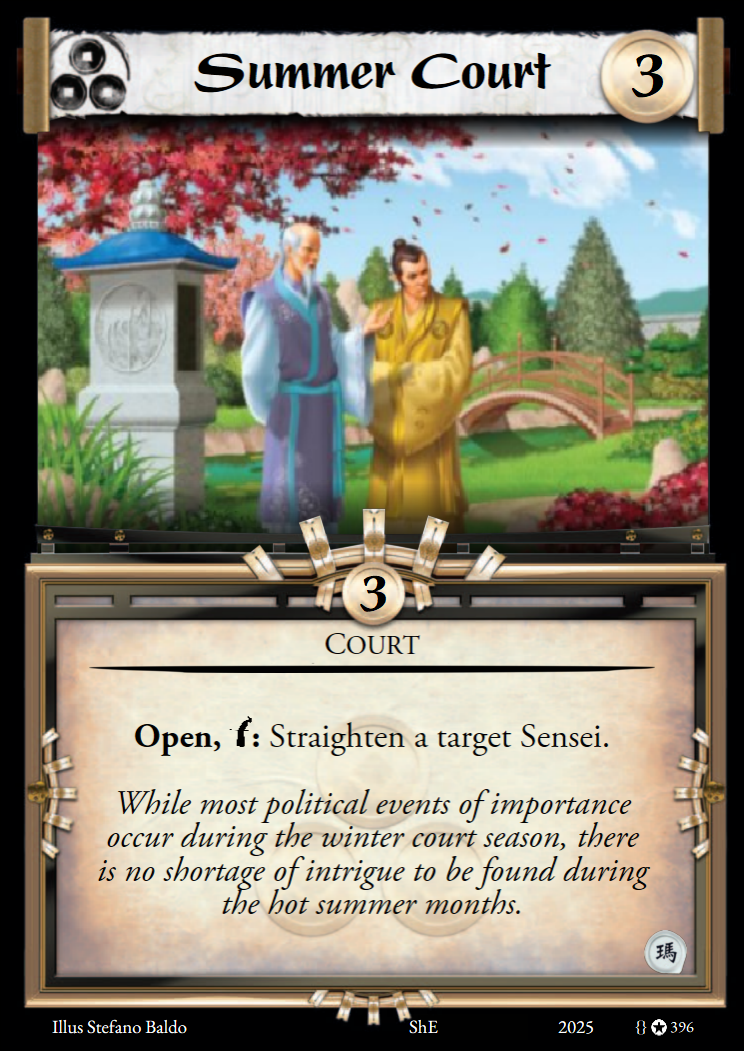 Summer Court
3
3
Court
Open, : Straighten a target Sensei.
While most political events of importance
occur during the winter court season, there
is no shortage of intrigue to be found during
the hot summer months.
瑪
Illus Stefano Baldo ShE 2025 {} 396